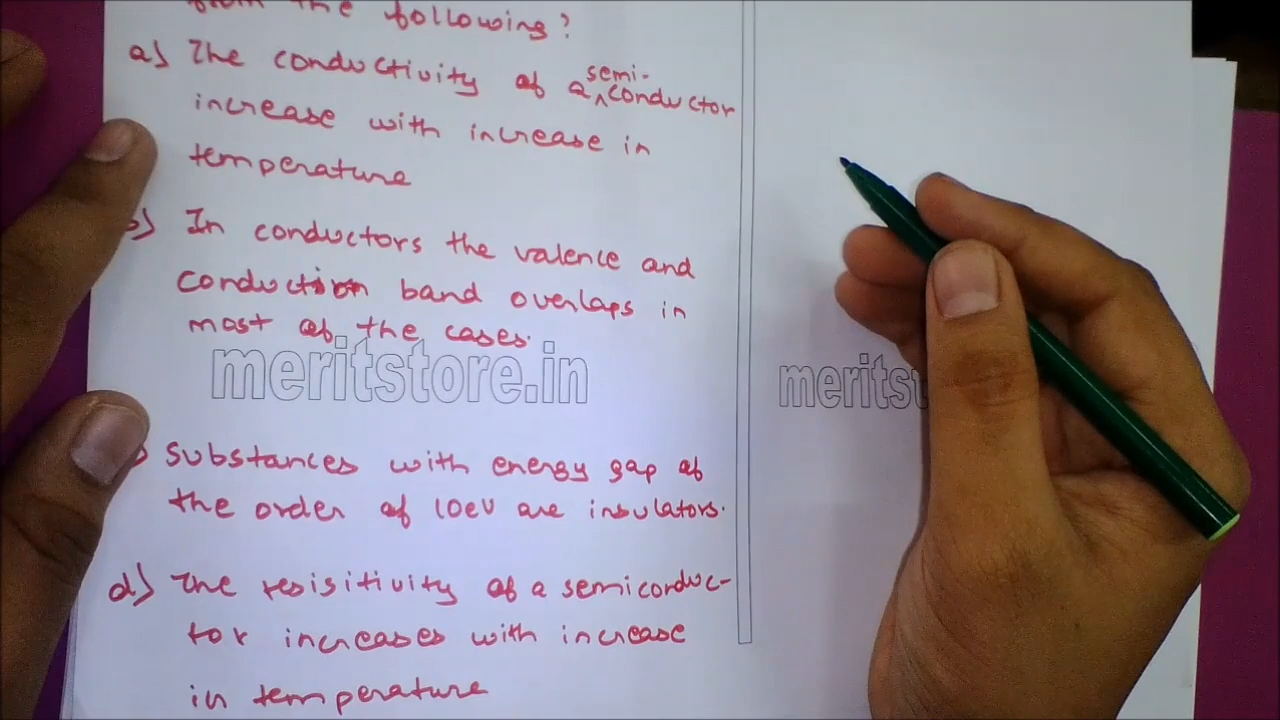 from the following?
a) The conductivity of a semi-
conductor
increase with increase in
temperature
b) In conductors the valence and
conduction band overlaps in
most of the cases.
meritstore.in
merits
) substances with energy gap of
the order of 10eV are insulators.
d) The resisitivity of a semiconduc-
tor increases with increase
in temperature